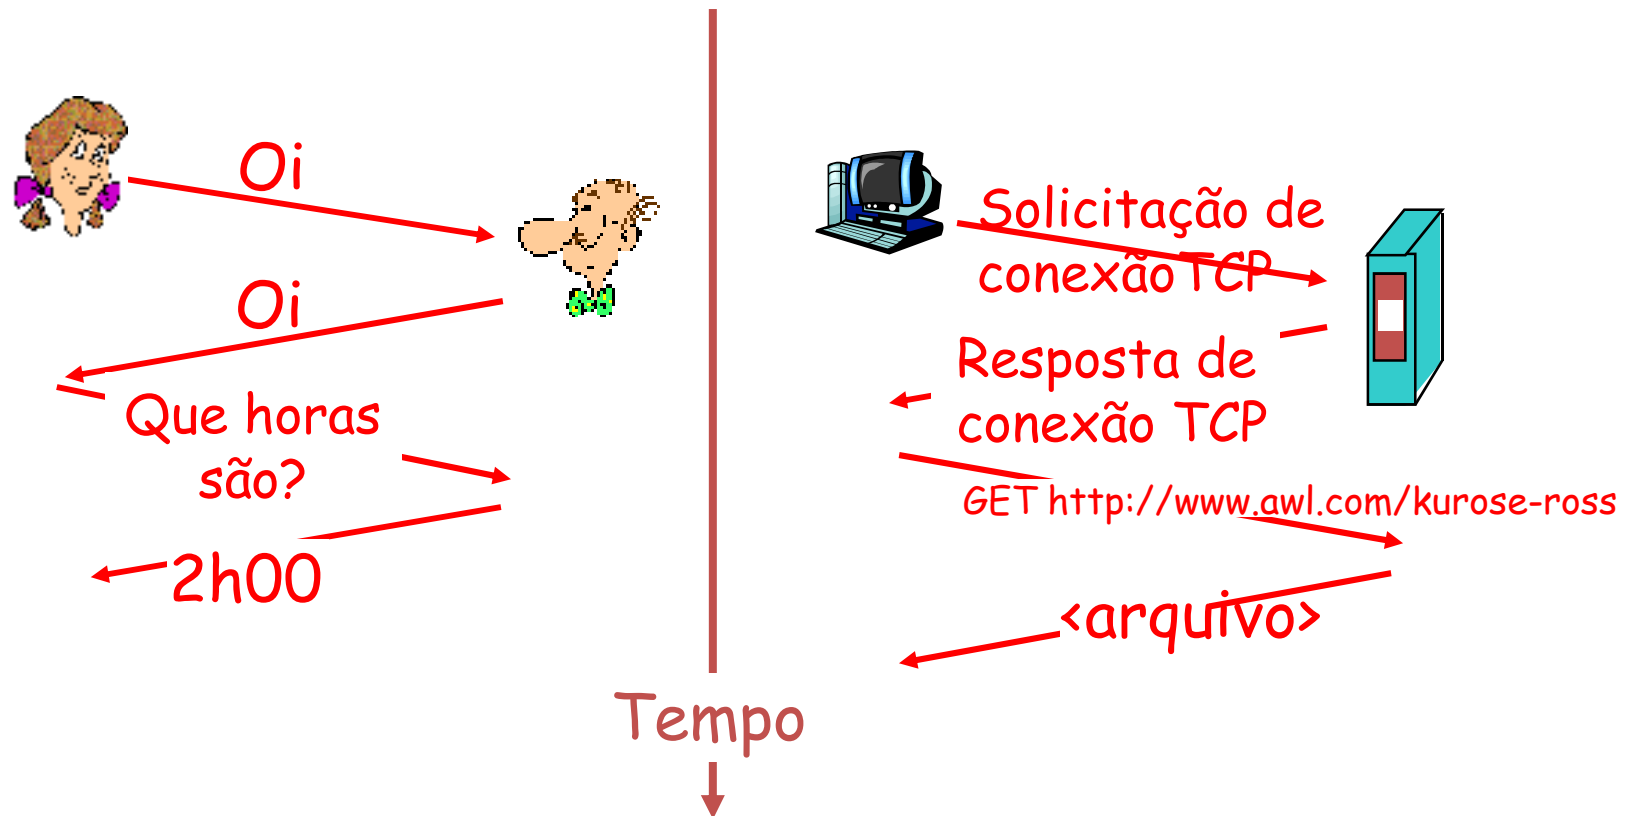 Oi
Oi
Que horas
são?
2h00
Solicitação de
conexão TCP
Resposta de
conexão TCP
GET http://www.awl.com/kurose-ross
<arquivo>
Tempo